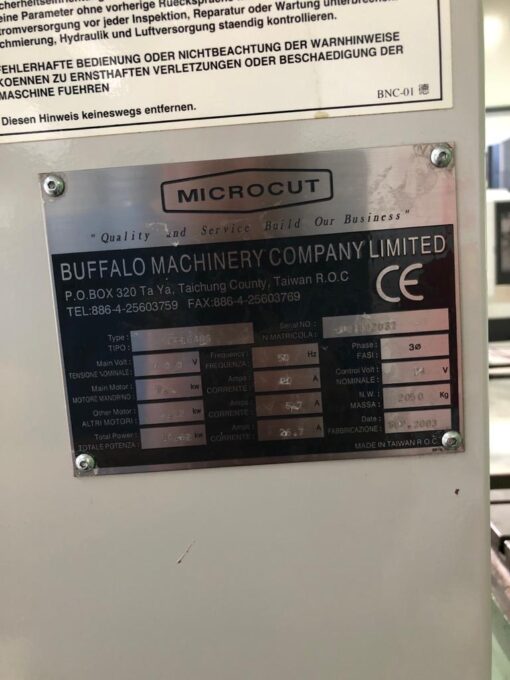 cherheitseinrichtung
eine Parameter ohne vorherige Rücksprache
tromversorgung vor jeder Inspektion, Reparatur oder Wartung unterbrechen.
chmierung, Hydraulik und Luftversorgung staendig kontrollieren.
FEHLERHAFTE BEDIENUNG ODER NICHTBEACHTUNG DER WARNHINWEISE
KOENNEN ZU ERNSTHAFTEN VERLETZUNGEN ODER BESCHAEDIGUNG DER
MASCHINE FUEHREN
BNC-01 德
Diesen Hinweis keineswegs entfernen.
MICROCUT
"Quality and Service Build Our Business"
BUFFALO MACHINERY COMPANY LIMITED
P.O.BOX 320 Ta Ya, Taichung County, Taiwan R.O.C
TEL:886-4-25603759 FAX:886-4-25603769
CE
Type : TIPO:
Serial NO : N.MATRICOLA :
Main Volt : TENSIONE NOMINALE : V
Frequency : FREQUENZA: 50 Hz
Phase : FASI : 3ø
Main Motor : MOTORE MANDRINO : kw
Amps : CORRENTE : A
Control Volt : NOMINALE : V
Other Motor : ALTRI MOTORI : kw
Amps : CORRENTE : A
N.W. : MASSA : 2050 Kg
Total Power : TOTALE POTENZA : kw
Amps : CORRENTE : 26.7 A
Date : FABBRICAZIONE : 2003
MADE IN TAIWAN R.O.C